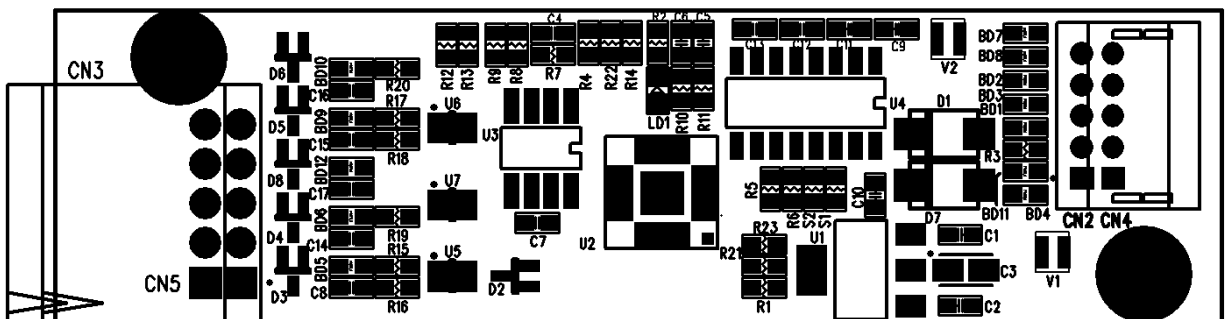 CN3
D6
BD10
C16
R20
R17
D5
BD9
C15
R18
D8
BD12
C17
D4
BD6
C14
R19
R15
D3
BD5
C8
R16
CN5
U6
U7
U5
D2
R12
R13
R9
R8
C4
R7
R4
R22
R14
R2
C6
C5
LD1
R10
R11
U3
C7
U2
C13
C12
C11
C9
U4
V2
D1
D7
R5
R6
S2
S1
C10
U1
R23
R21
R1
C1
C3
C2
BD7
BD8
BD2
BD3
BD1
R3
BD11
BD4
CN2 CN4
V1